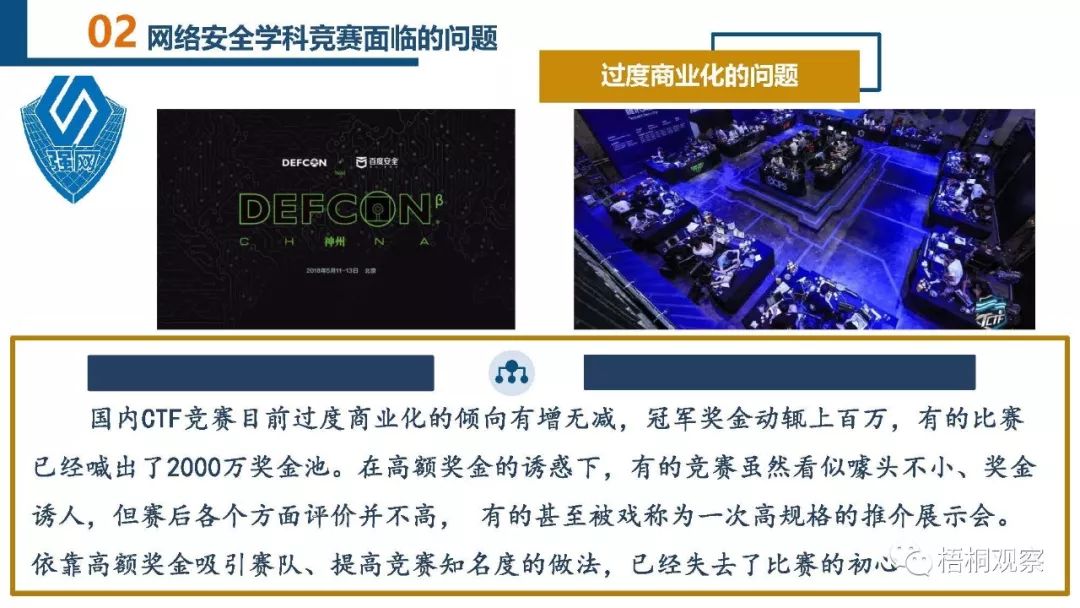 02 网络安全学科竞赛面临的问题
过度商业化的问题
强网
DEFCON
百度安全
DEFCON β
CHINA 神州
2018年5月11-13日 北京
TCTF
国内CTF竞赛目前过度商业化的倾向有增无减，冠军奖金动辄上百万，有的比赛
已经喊出了2000万奖金池。在高额奖金的诱惑下，有的竞赛虽然看似噱头不小、奖金
诱人，但赛后各个方面评价并不高， 有的甚至被戏称为一次高规格的推介展示会。
依靠高额奖金吸引赛队、提高竞赛知名度的做法，已经失去了比赛的初心
梧桐观察